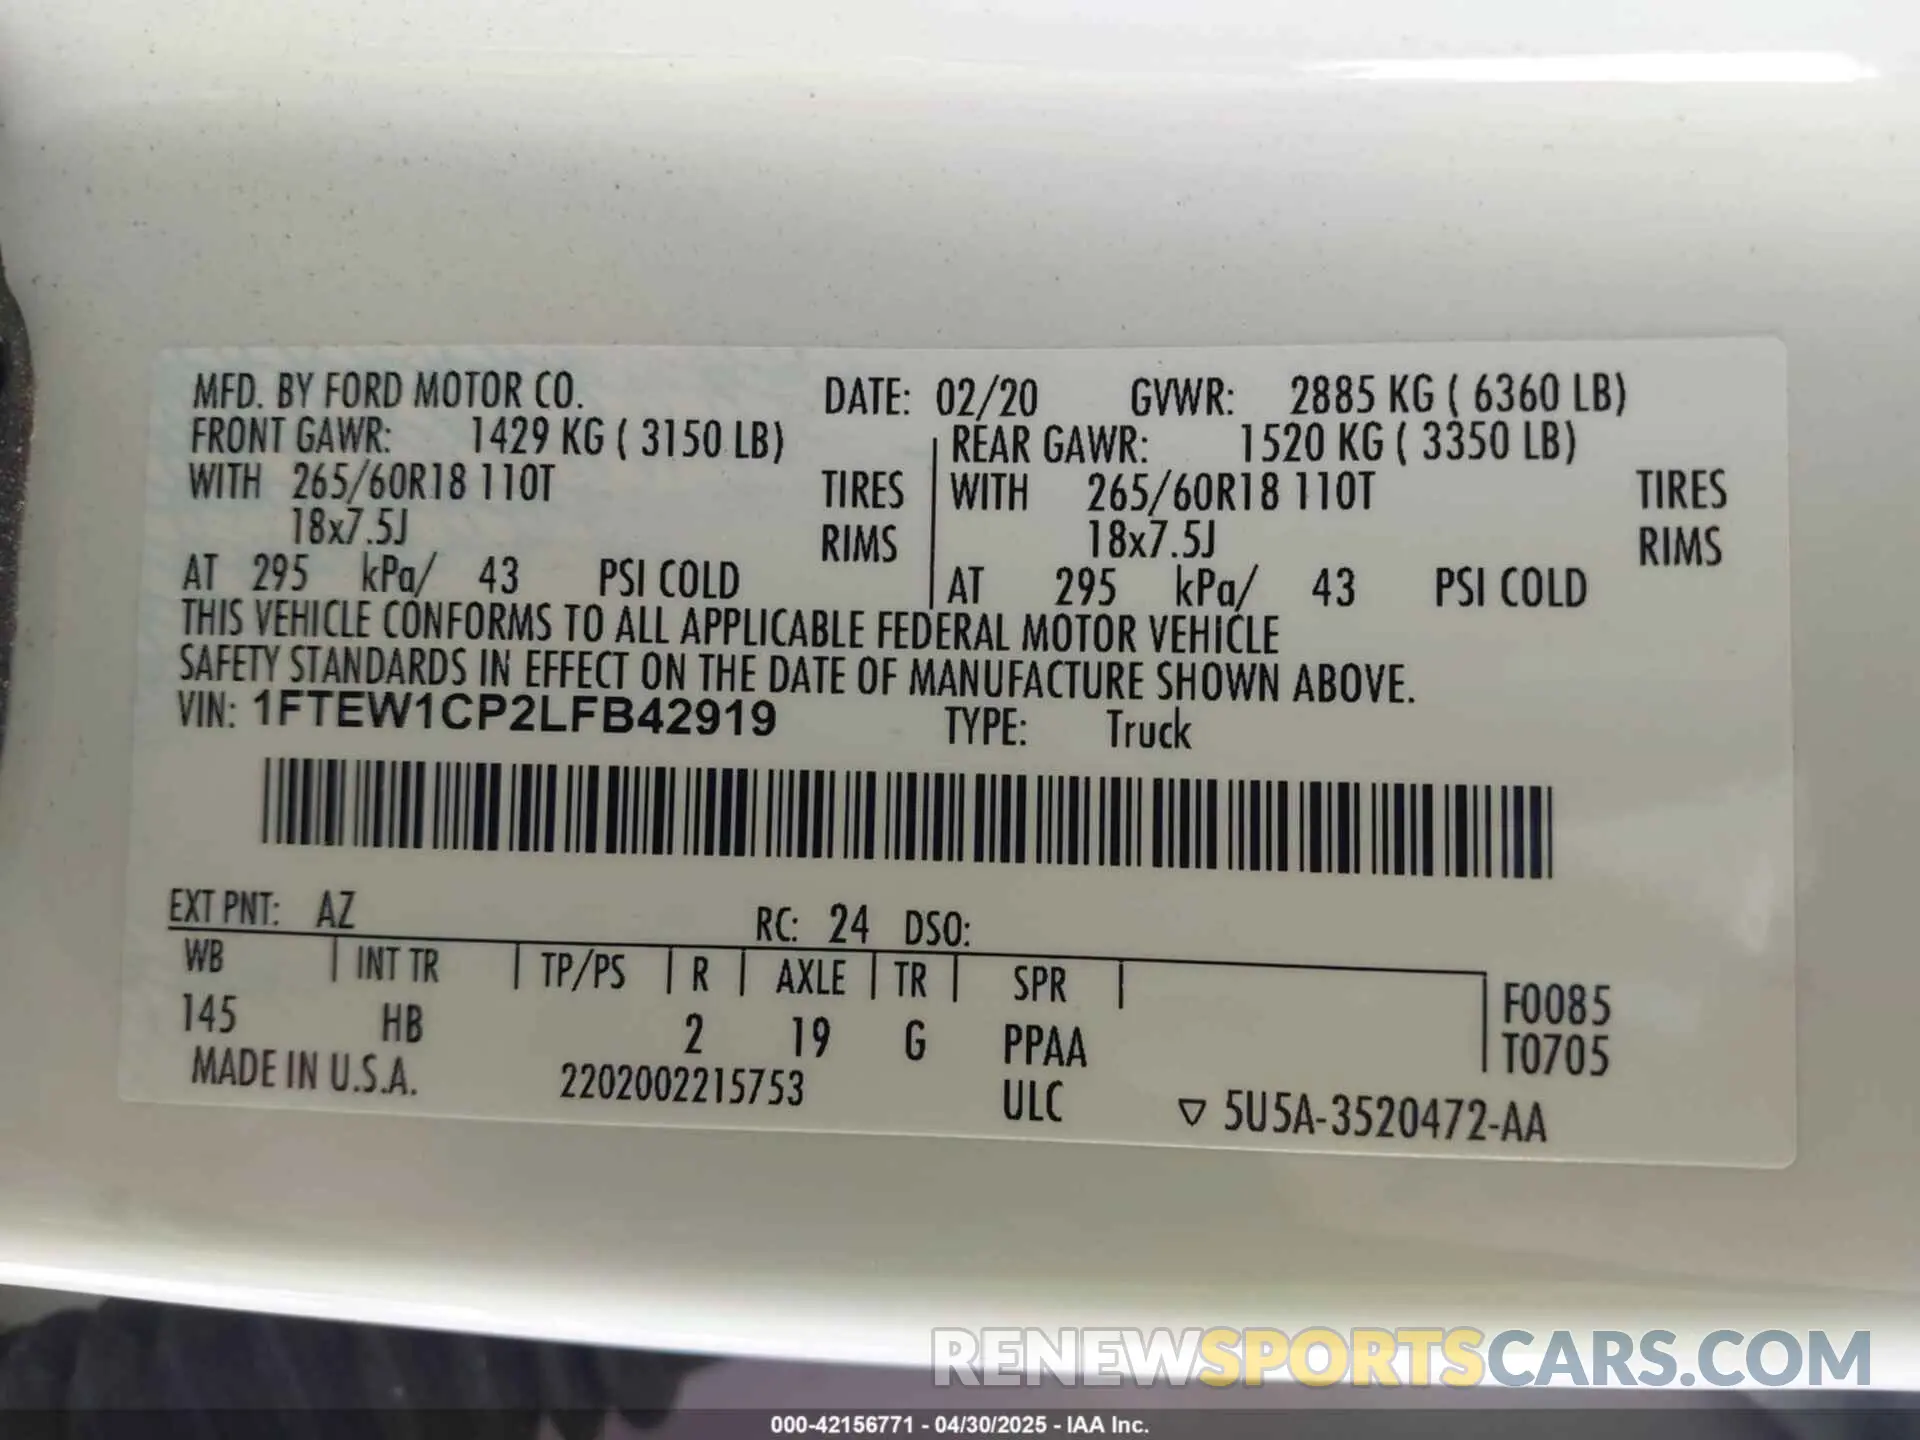 MFD. BY FORD MOTOR CO. DATE: 02/20 GVWR: 2885 KG ( 6360 LB)
FRONT GAWR: 1429 KG ( 3150 LB) REAR GAWR: 1520 KG ( 3350 LB)
WITH 265/60R18 110T TIRES WITH 265/60R18 110T TIRES
18x7.5J RIMS 18x7.5J RIMS
AT 295 kPa/ 43 PSI COLD AT 295 kPa/ 43 PSI COLD
THIS VEHICLE CONFORMS TO ALL APPLICABLE FEDERAL MOTOR VEHICLE
SAFETY STANDARDS IN EFFECT ON THE DATE OF MANUFACTURE SHOWN ABOVE.
VIN: 1FTEW1CP2LFB42919 TYPE: Truck
EXT PNT: AZ RC: 24 DSO:
WB INT TR TP/PS R AXLE TR SPR F0085
145 HB 2 19 G PPAA T0705
MADE IN U.S.A. 2202002215753 ULC ▽ 5U5A-3520472-AA
RENEWSPORTSCARS.COM
000-42156771 - 04/30/2025 - IAA Inc.